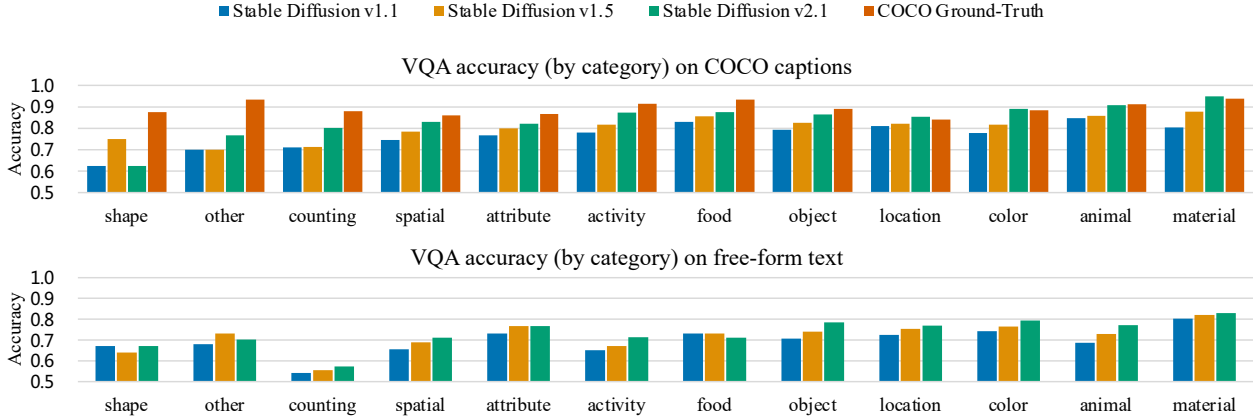 Stable Diffusion v1.1 Stable Diffusion v1.5 Stable Diffusion v2.1 COCO Ground-Truth
VQA accuracy (by category) on COCO captions
Accuracy
1.0
0.9
0.8
0.7
0.6
0.5
shape other counting spatial attribute activity food object location color animal material
VQA accuracy (by category) on free-form text
Accuracy
1.0
0.9
0.8
0.7
0.6
0.5
shape other counting spatial attribute activity food object location color animal material